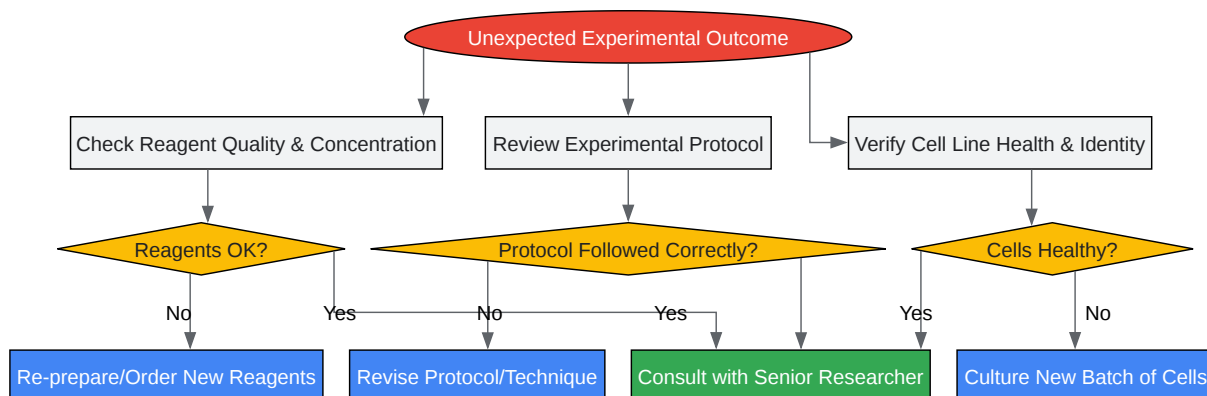 Unexpected Experimental Outcome
Check Reagent Quality & Concentration
Review Experimental Protocol
Verify Cell Line Health & Identity
Reagents OK?
Protocol Followed Correctly?
Cells Healthy?
No
Yes
No
Yes
Yes
No
Re-prepare/Order New Reagents
Revise Protocol/Technique
Consult with Senior Researcher
Culture New Batch of Cells